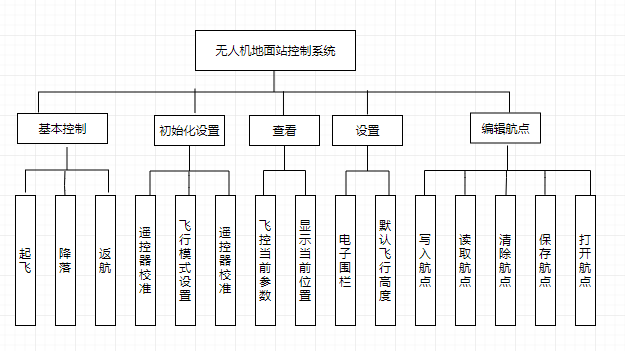 无人机地面站控制系统
基本控制
初始化设置
查看
设置
编辑航点
起飞
降落
返航
遥控器校准
飞行模式设置
遥控器校准
飞控当前参数
显示当前位置
电子围栏
默认飞行高度
写入航点
读取航点
清除航点
保存航点
打开航点